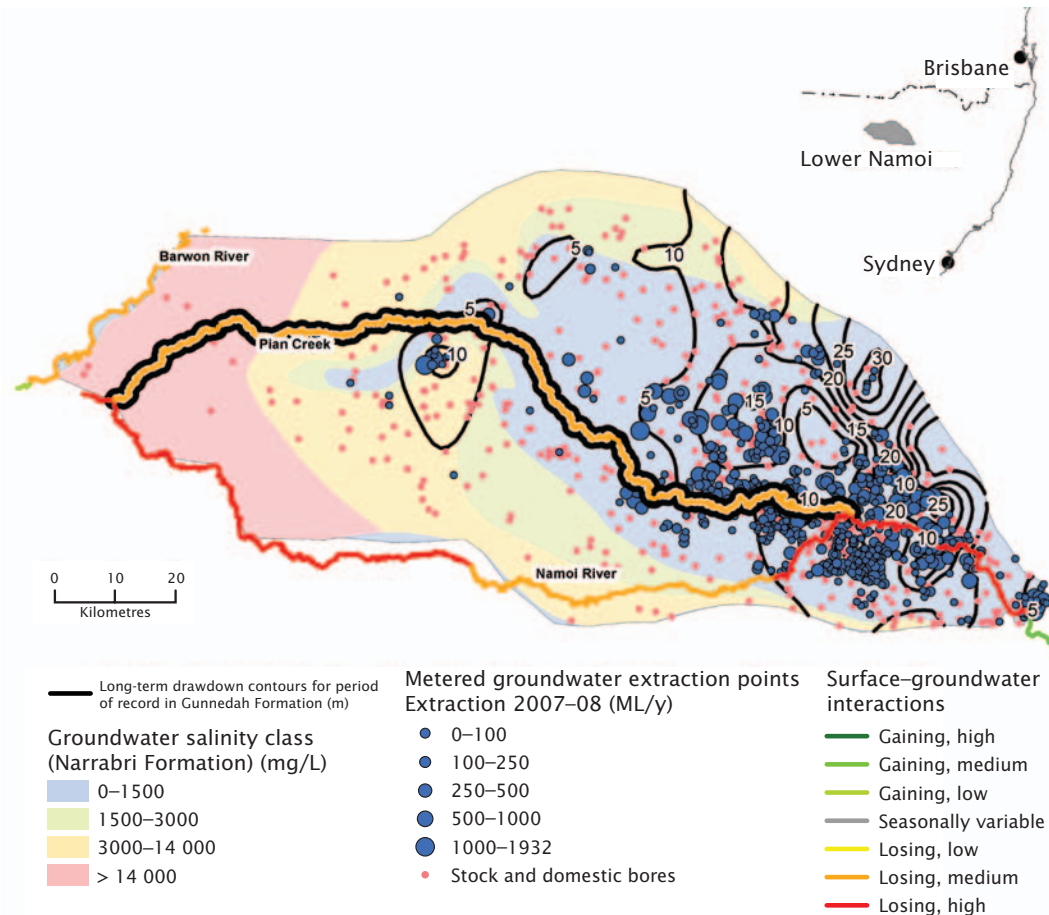 Brisbane
Lower Namoi
Sydney
Barwon River
Pian Creek
Namoi River
5
10
5
10
25
30
20
15
5
5
10
15
20
10
25
10
20
10
5
0 10 20
Kilometres
Long-term drawdown contours for period
of record in Gunnedah Formation (m)
Groundwater salinity class
(Narrabri Formation) (mg/L)
0–1500
1500–3000
3000–14 000
> 14 000
Metered groundwater extraction points
Extraction 2007–08 (ML/y)
0–100
100–250
250–500
500–1000
1000–1932
Stock and domestic bores
Surface–groundwater
interactions
Gaining, high
Gaining, medium
Gaining, low
Seasonally variable
Losing, low
Losing, medium
Losing, high